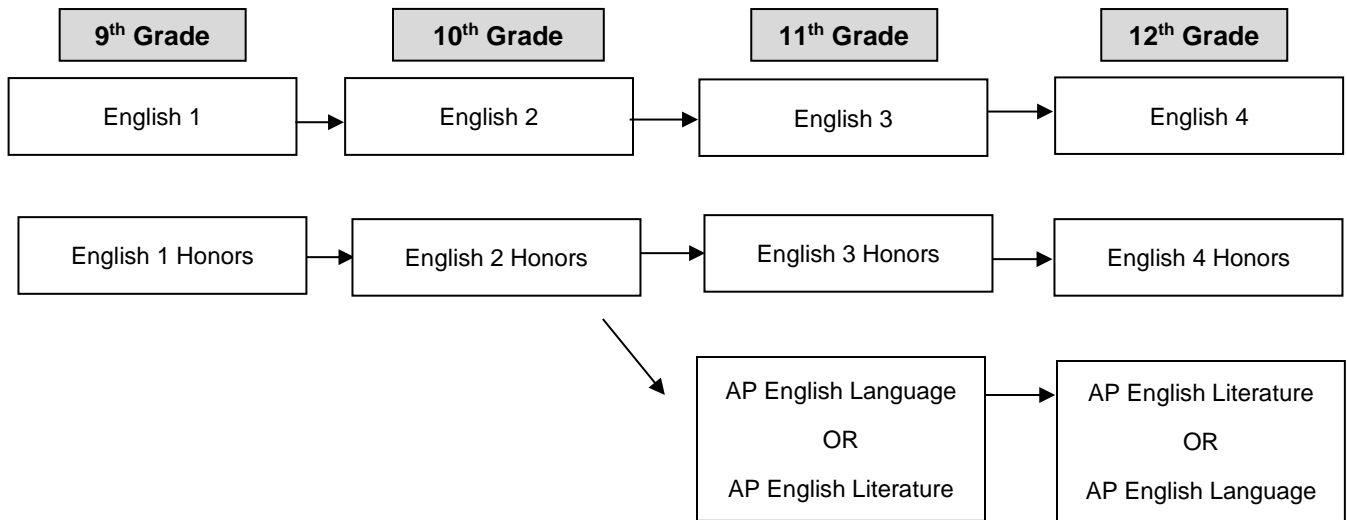 9th Grade
10th Grade
11th Grade
12th Grade
English 1
English 2
English 3
English 4
English 1 Honors
English 2 Honors
English 3 Honors
English 4 Honors
AP English Language
OR
AP English Literature
AP English Literature
OR
AP English Language